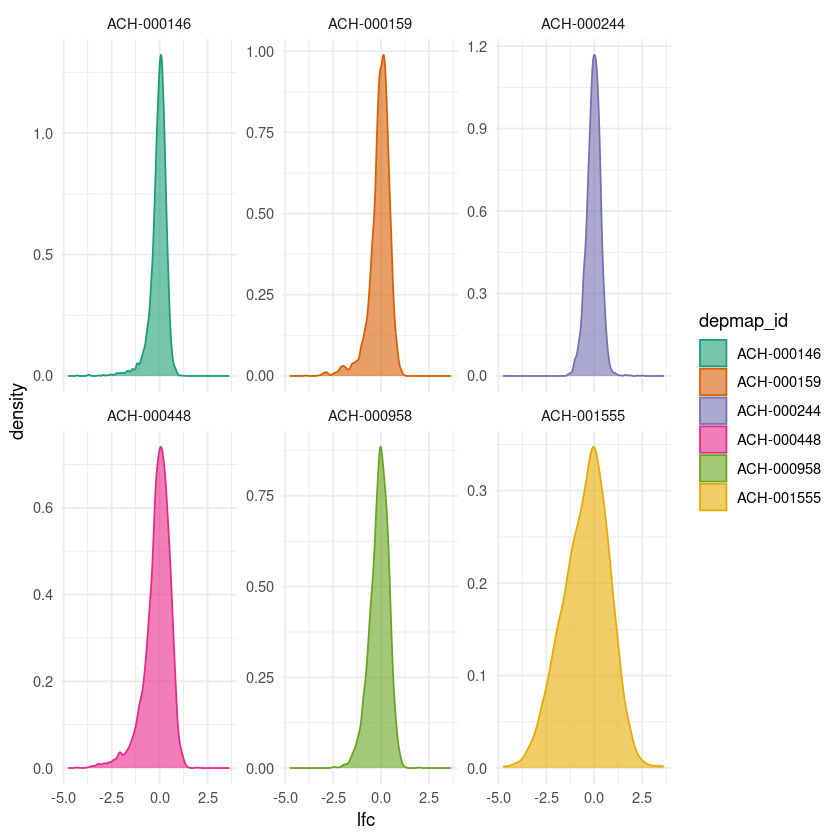 ACH-000146 ACH-000159 ACH-000244
1.0
0.5
0.0
1.00
0.75
0.50
0.25
0.00
1.2
0.9
0.6
0.3
0.0
density
ACH-000448 ACH-000958 ACH-001555
0.6
0.4
0.2
0.0
0.75
0.50
0.25
0.00
0.3
0.2
0.1
0.0
-5.0 -2.5 0.0 2.5 -5.0 -2.5 0.0 2.5 -5.0 -2.5 0.0 2.5
lfc
depmap_id
ACH-000146
ACH-000159
ACH-000244
ACH-000448
ACH-000958
ACH-001555